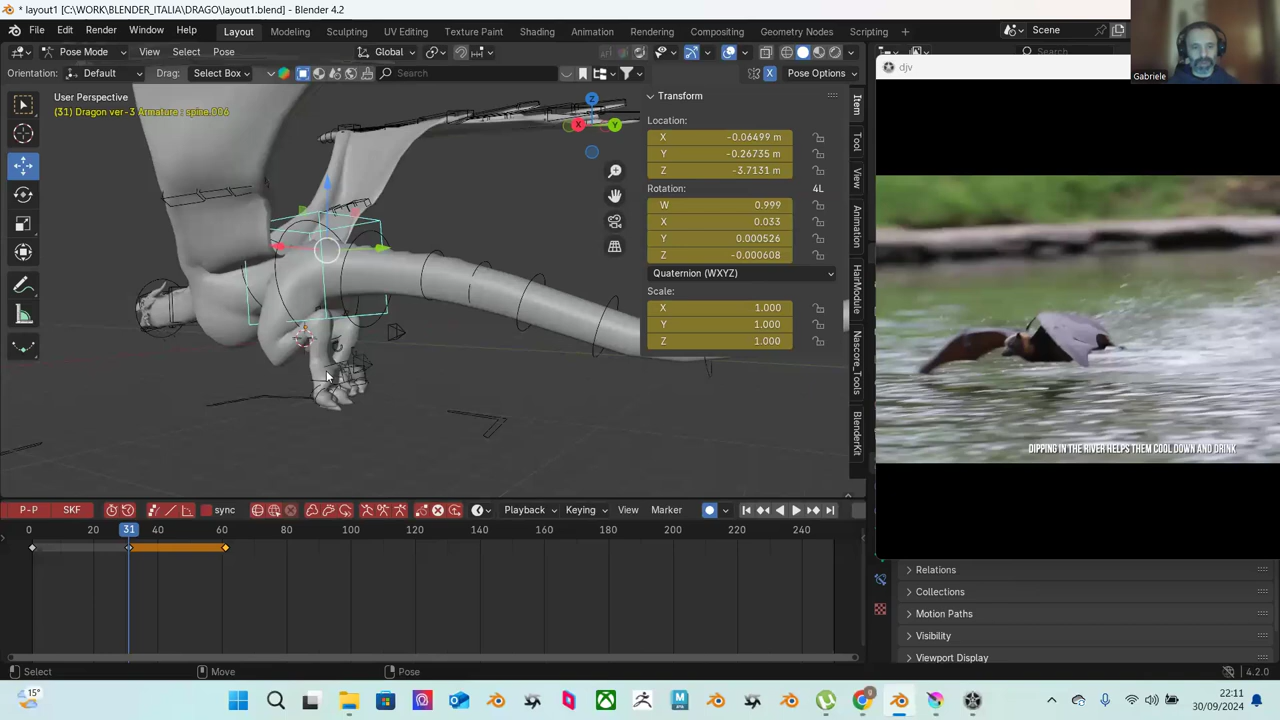 * layout1 [C:\WORK\BLENDER_ITALIA\DRAGO\layout1.blend] - Blender 4.2
File Edit Render Window Help Layout Modeling Sculpting UV Editing Texture Paint Shading Animation Rendering Compositing Geometry Nodes Scripting Scene
Pose Mode View Select Pose Global Search
Orientation: Default Drag: Select Box Search X Pose Options
djv
Gabriele
User Perspective
(31) Dragon ver-3 Armature : spine.006
Z
X
Y
Transform
Location:
X -0.06499 m
Y -0.26735 m
Z -3.7131 m
Rotation: 4L
W 0.999
X 0.033
Y 0.000526
Z -0.000608
Quaternion (WXYZ)
Scale:
X 1.000
Y 1.000
Z 1.000
Item
Tool
View
Animation
HairModule
Nascore_Tools
BlenderKit
DIPPING IN THE RIVER HELPS THEM COOL DOWN AND DRINK
P-P SKF sync Playback Keying View Marker
0 20 31 40 60 80 100 120 140 160 180 200 220 240
Relations
Collections
Motion Paths
Visibility
Viewport Display
Select Move Pose 4.2.0
15° 22:11
30/09/2024